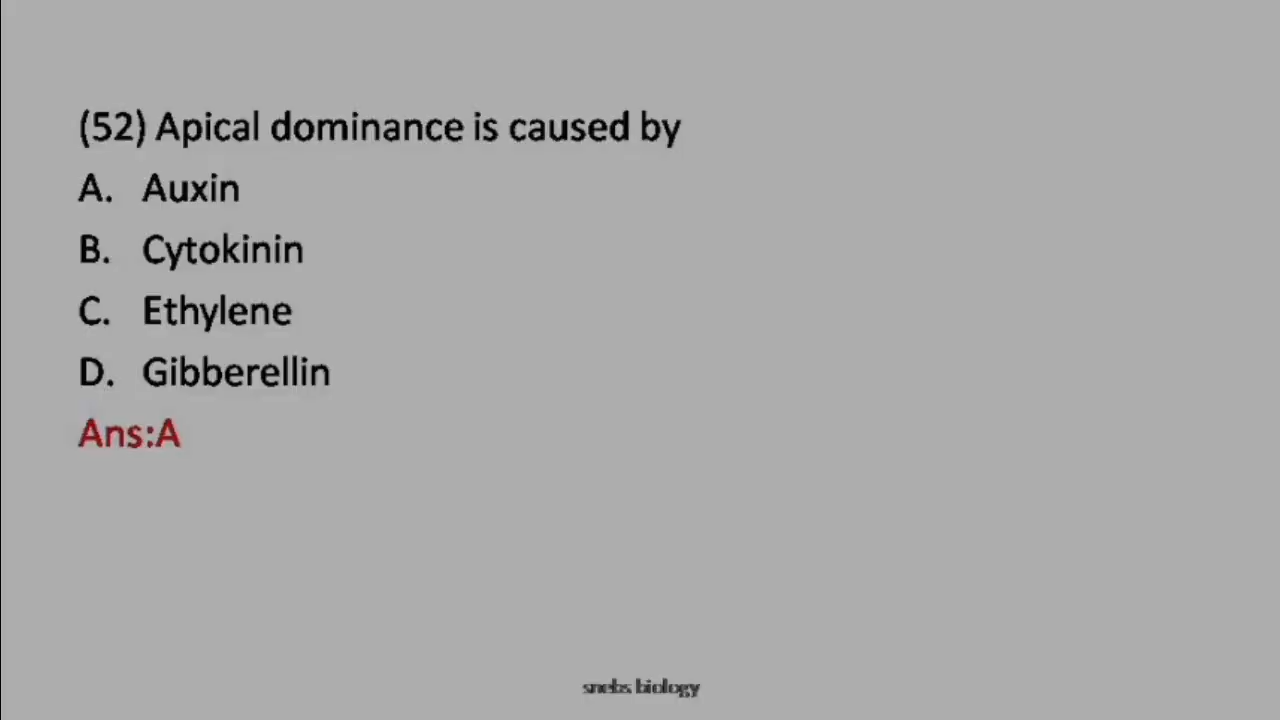 (52) Apical dominance is caused by
A. Auxin
B. Cytokinin
C. Ethylene
D. Gibberellin
Ans:A
snebs biology